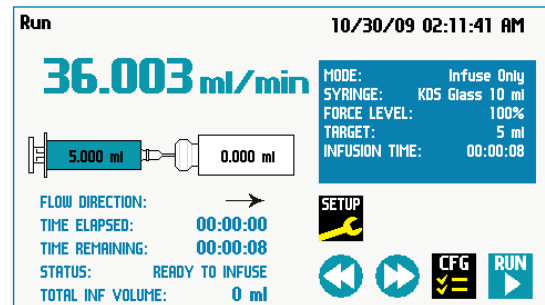 Run
10/30/09 02:11:41 AM
36.003 ml/min
MODE: Infuse Only
SYRINGE: KDS Glass 10 ml
FORCE LEVEL: 100%
TARGET: 5 ml
INFUSION TIME: 00:00:08
5.000 ml
0.000 ml
FLOW DIRECTION:
TIME ELAPSED: 00:00:00
TIME REMAINING: 00:00:08
STATUS: READY TO INFUSE
TOTAL INF VOLUME: 0 ml
SETUP
CFG
RUN